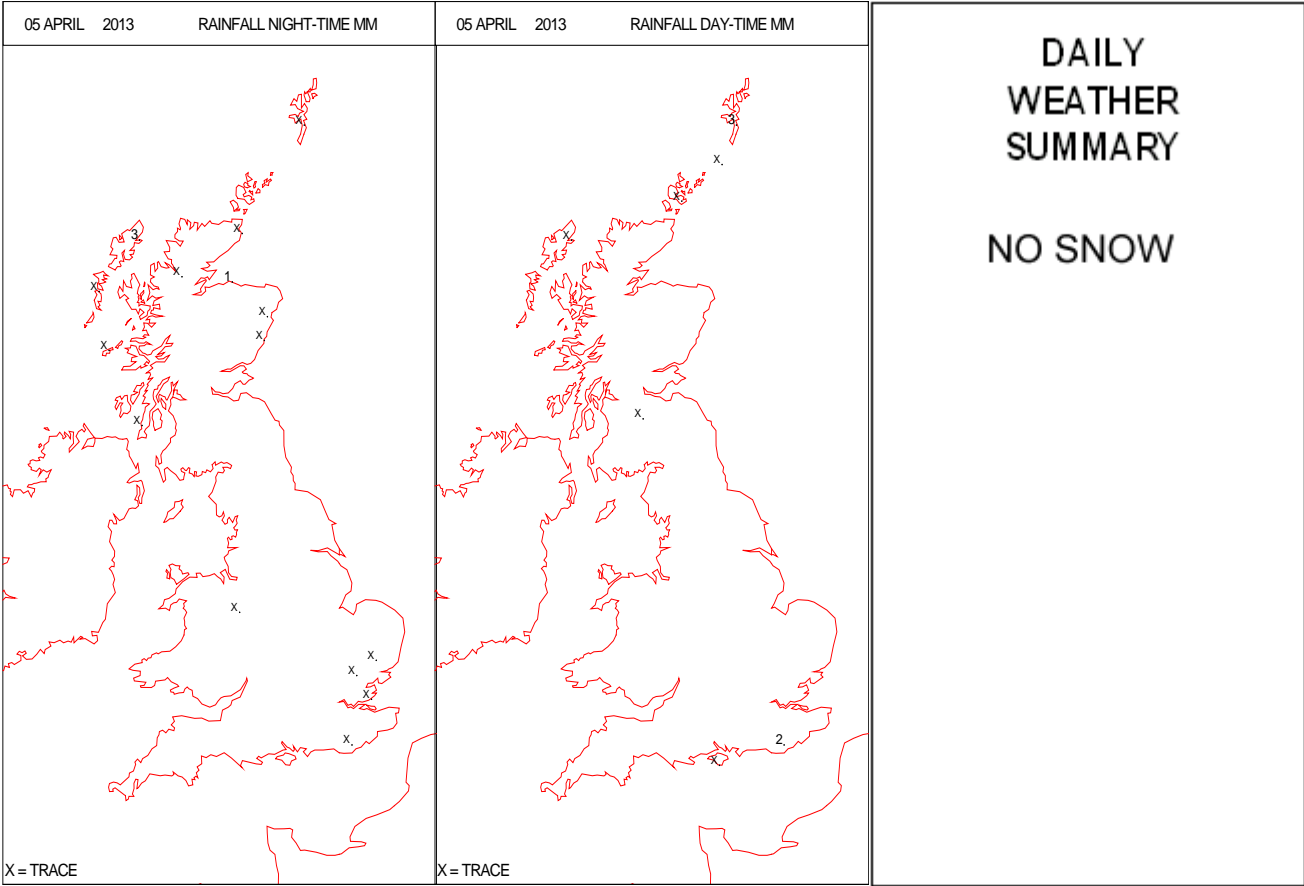 05 APRIL 2013 RAINFALL NIGHT-TIME MM
X.
X.
3.
X.
1.
X.
X.
X.
X.
X.
X.
X.
X.
X.
X.
X = TRACE
05 APRIL 2013 RAINFALL DAY-TIME MM
3.
X.
X.
X.
X.
2.
X.
X = TRACE
DAILY
WEATHER
SUMMARY
NO SNOW